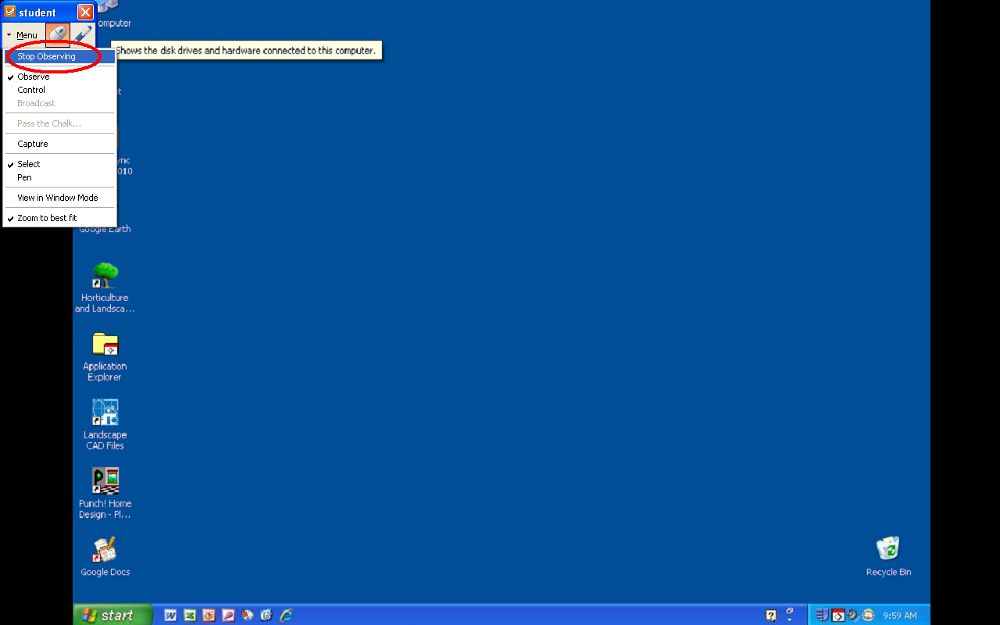 student
omputer
Menu
Shows the disk drives and hardware connected to this computer.
Stop Observing
Observe
Control
Broadcast
Pass the Chalk...
Capture
Select
Pen
View in Window Mode
Zoom to best fit
et
ync
010
Google Earth
Horticulture
and Landsca...
Application
Explorer
Landscape
CAD Files
Punch! Home
Design - Pl...
Google Docs
Recycle Bin
start
9:59 AM